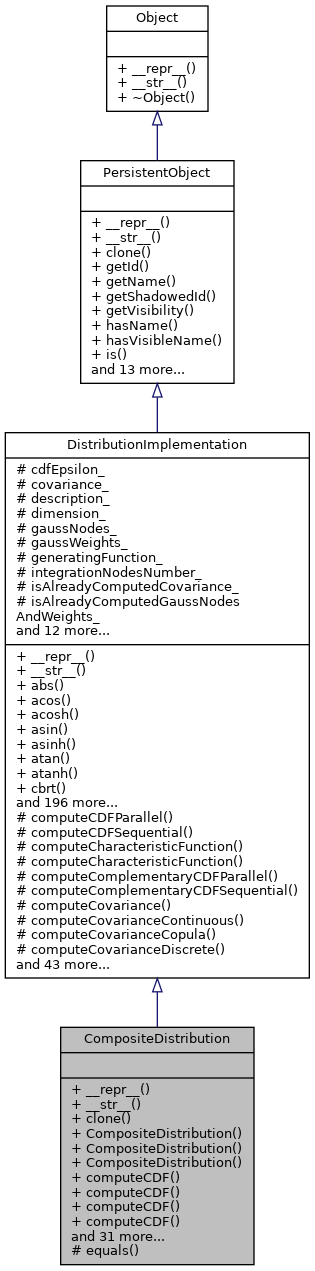 Object
+ __repr__()
+ __str__()
+ ~Object()
PersistentObject
+ __repr__()
+ __str__()
+ clone()
+ getId()
+ getName()
+ getShadowedId()
+ getVisibility()
+ hasName()
+ hasVisibleName()
+ is()
and 13 more...
DistributionImplementation
# cdfEpsilon_
# covariance_
# description_
# dimension_
# gaussNodes_
# gaussWeights_
# generatingFunction_
# integrationNodesNumber_
# isAlreadyComputedCovariance_
# isAlreadyComputedGaussNodes
AndWeights_
and 12 more...
+ __repr__()
+ __str__()
+ abs()
+ acos()
+ acosh()
+ asin()
+ asinh()
+ atan()
+ atanh()
+ cbrt()
and 196 more...
# computeCDFParallel()
# computeCDFSequential()
# computeCharacteristicFunction()
# computeCharacteristicFunction()
# computeComplementaryCDFParallel()
# computeComplementaryCDFSequential()
# computeCovariance()
# computeCovarianceContinuous()
# computeCovarianceCopula()
# computeCovarianceDiscrete()
and 43 more...
CompositeDistribution
+ __repr__()
+ __str__()
+ clone()
+ CompositeDistribution()
+ CompositeDistribution()
+ CompositeDistribution()
+ computeCDF()
+ computeCDF()
+ computeCDF()
+ computeCDF()
and 31 more...
# equals()